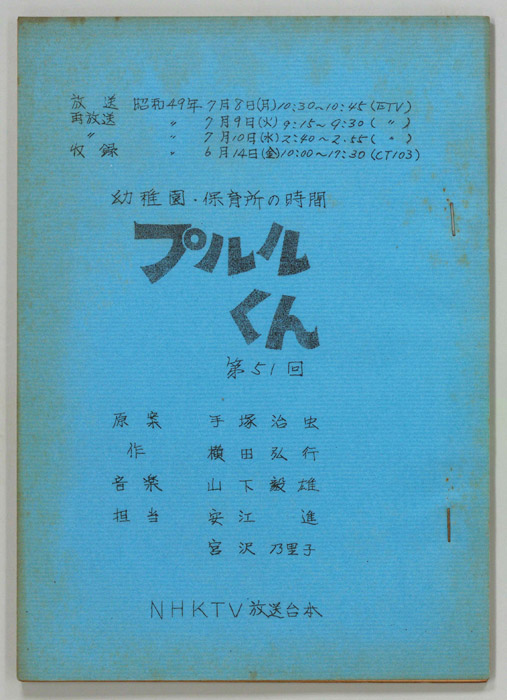 放送 昭和49年 7月8日(月)10:30~10:45(ETV)
再放送 〃 7月9日(火)9:15~9:30(〃)
〃 〃 7月10日(水)2:40~2.55(〃)
収録 〃 6月14日(金)10:00~17:30(CT103)
幼稚園・保育所の時間
プルル
くん
第51回
原案 手塚治虫
作 横田弘行
音楽 山下毅雄
担当 安江 進
宮沢乃里子
NHKTV放送台本